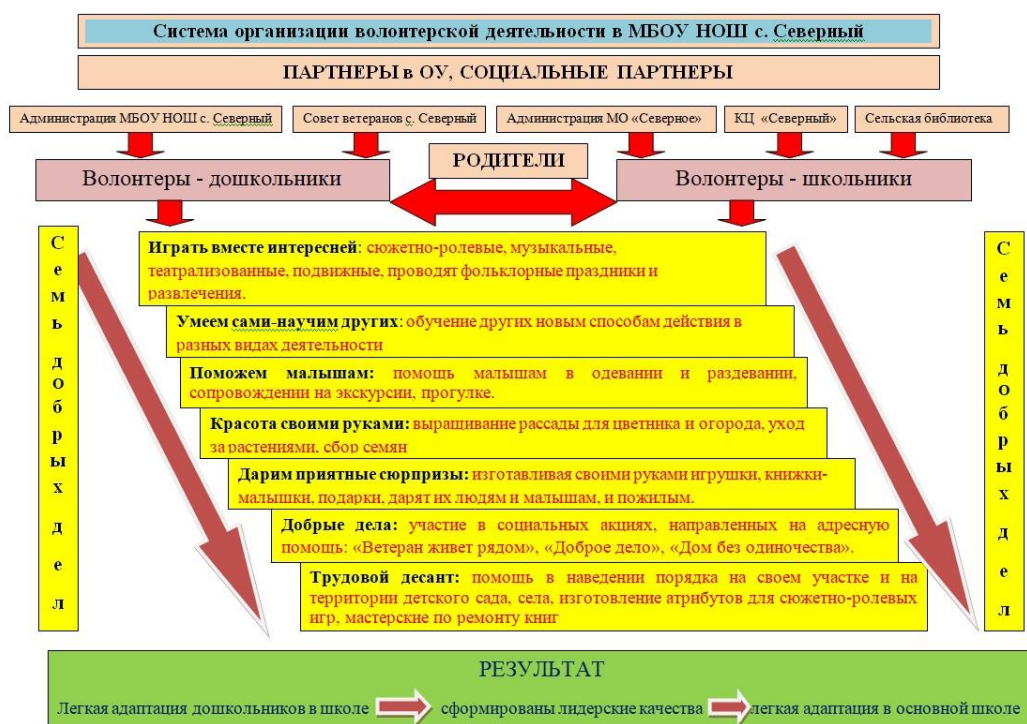 Система организации волонтерской деятельности в МБОУ НОШ с. Северный
ПАРТНЕРЫ в ОУ, СОЦИАЛЬНЫЕ ПАРТНЕРЫ
Администрация МБОУ НОШ с. Северный
Совет ветеранов с. Северный
Администрация МО «Северное»
КЦ «Северный»
Сельская библиотека
РОДИТЕЛИ
Волонтеры - дошкольники
Волонтеры - школьники
Семь добрых дел
Играть вместе интересней: сюжетно-ролевые, музыкальные,
театрализованные, подвижные, проводят фольклорные праздники и
развлечения.
Умеем сами-научим других: обучение других новым способам действия в
разных видах деятельности
Поможем малышам: помощь малышам в одевании и раздевании,
сопровождении на экскурсии, прогулке.
Красота своими руками: выращивание рассады для цветника и огорода, уход
за растениями, сбор семян
Дарим приятные сюрпризы: изготавливая своими руками игрушки, книжки-
малышки, подарки, дарят их людям и малышам, и пожилым.
Добрые дела: участие в социальных акциях, направленных на адресную
помощь: «Ветеран живет рядом», «Доброе дело», «Дом без одиночества».
Трудовой десант: помощь в наведении порядка на своем участке и на
территории детского сада, села, изготовление атрибутов для сюжетно-ролевых
игр, мастерские по ремонту книг
Семь добрых дел
РЕЗУЛЬТАТ
Легкая адаптация дошкольников в школе сформированы лидерские качества легкая адаптация в основной школе